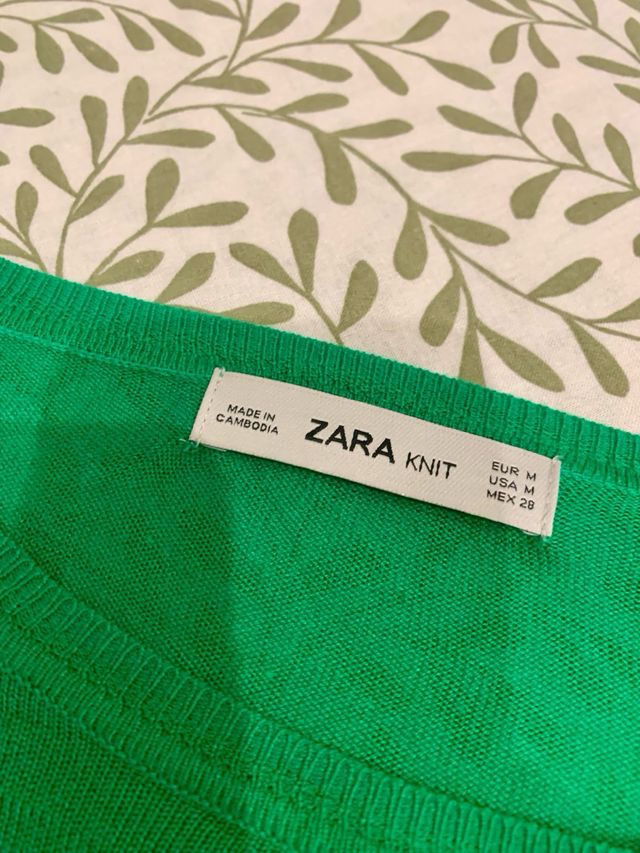 MADE IN
CAMBODIA
ZARA KNIT
EUR M
USA M
MEX 28